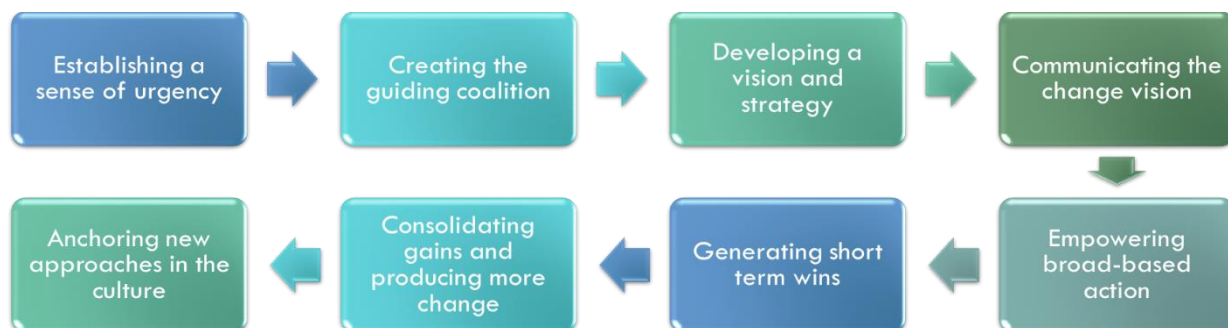 Establishing a
sense of urgency
Creating the
guiding coalition
Developing a
vision and
strategy
Communicating the
change vision
Empowering
broad-based
action
Generating short
term wins
Consolidating
gains and
producing more
change
Anchoring new
approaches in the
culture